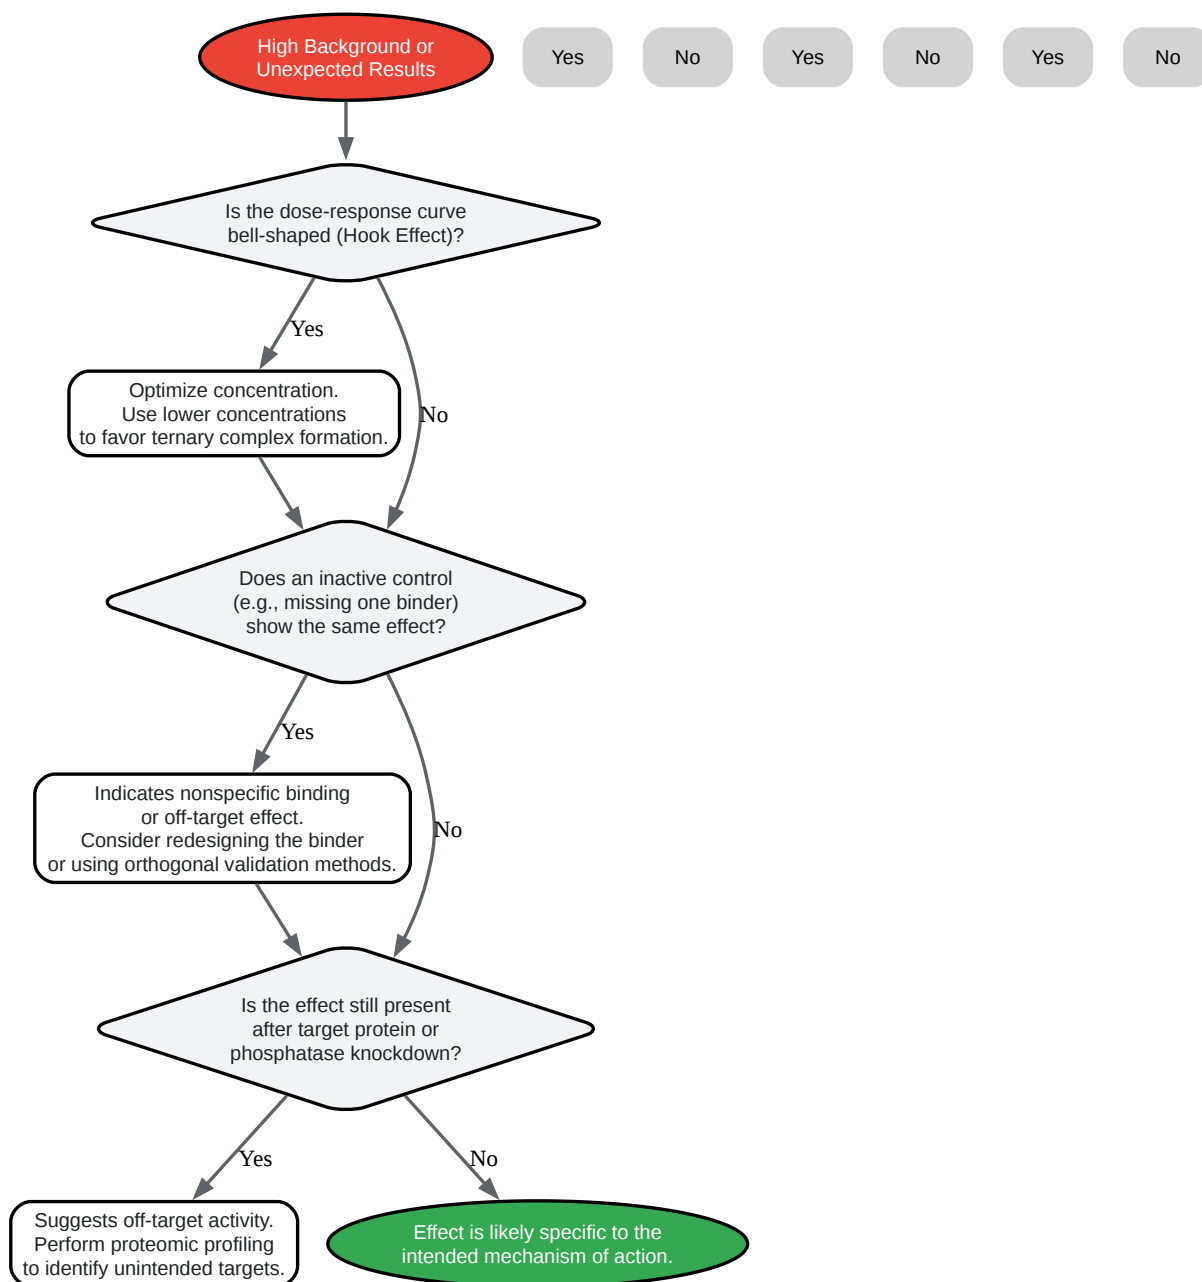 High Background or
Unexpected Results
Yes
No
Yes
No
Yes
No
Is the dose-response curve
bell-shaped (Hook Effect)?
Yes
Optimize concentration.
Use lower concentrations
to favor ternary complex formation.
No
Does an inactive control
(e.g., missing one binder)
show the same effect?
Yes
Indicates nonspecific binding
or off-target effect.
Consider redesigning the binder
or using orthogonal validation methods.
No
Is the effect still present
after target protein or
phosphatase knockdown?
Yes
No
Suggests off-target activity.
Perform proteomic profiling
to identify unintended targets.
Effect is likely specific to the
intended mechanism of action.